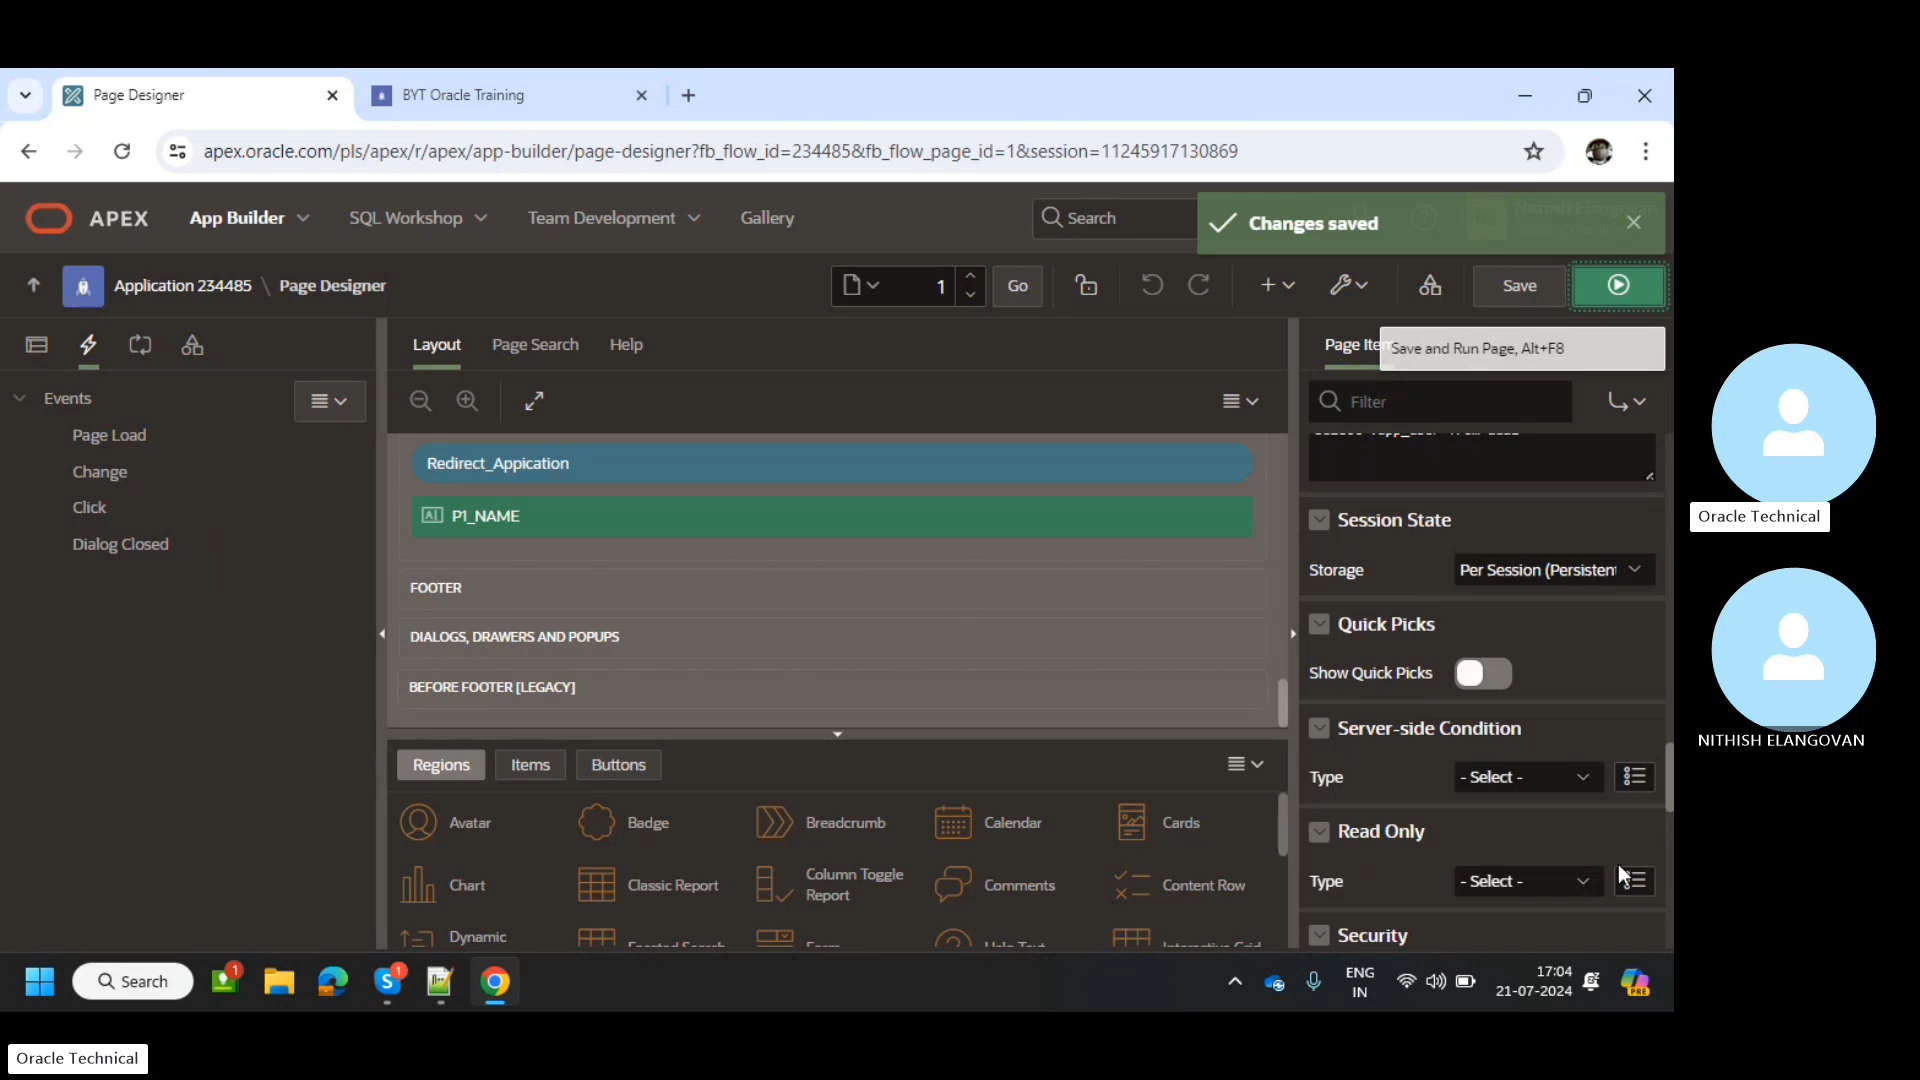 Page Designer
BYT Oracle Training
apex.oracle.com/pls/apex/r/apex/app-builder/page-designer?fb_flow_id=234485&fb_flow_page_id=1&session=11245917130869
APEX
App Builder
SQL Workshop
Team Development
Gallery
Search
Changes saved
Application 234485 \ Page Designer
1
Go
Save
Save and Run Page, Alt+F8
Layout
Page Search
Help
Page Ite
Filter
Events
Page Load
Change
Click
Dialog Closed
Redirect_Appication
P1_NAME
FOOTER
DIALOGS, DRAWERS AND POPUPS
BEFORE FOOTER [LEGACY]
Regions
Items
Buttons
Avatar
Badge
Breadcrumb
Calendar
Cards
Chart
Classic Report
Column Toggle
Report
Comments
Content Row
Dynamic
Session State
Storage
Per Session (Persistent
Quick Picks
Show Quick Picks
Server-side Condition
Type
- Select -
Read Only
Type
- Select -
Security
Oracle Technical
NITHISH ELANGOVAN
Search
1
1
ENG
IN
17:04
21-07-2024
PRE
Oracle Technical